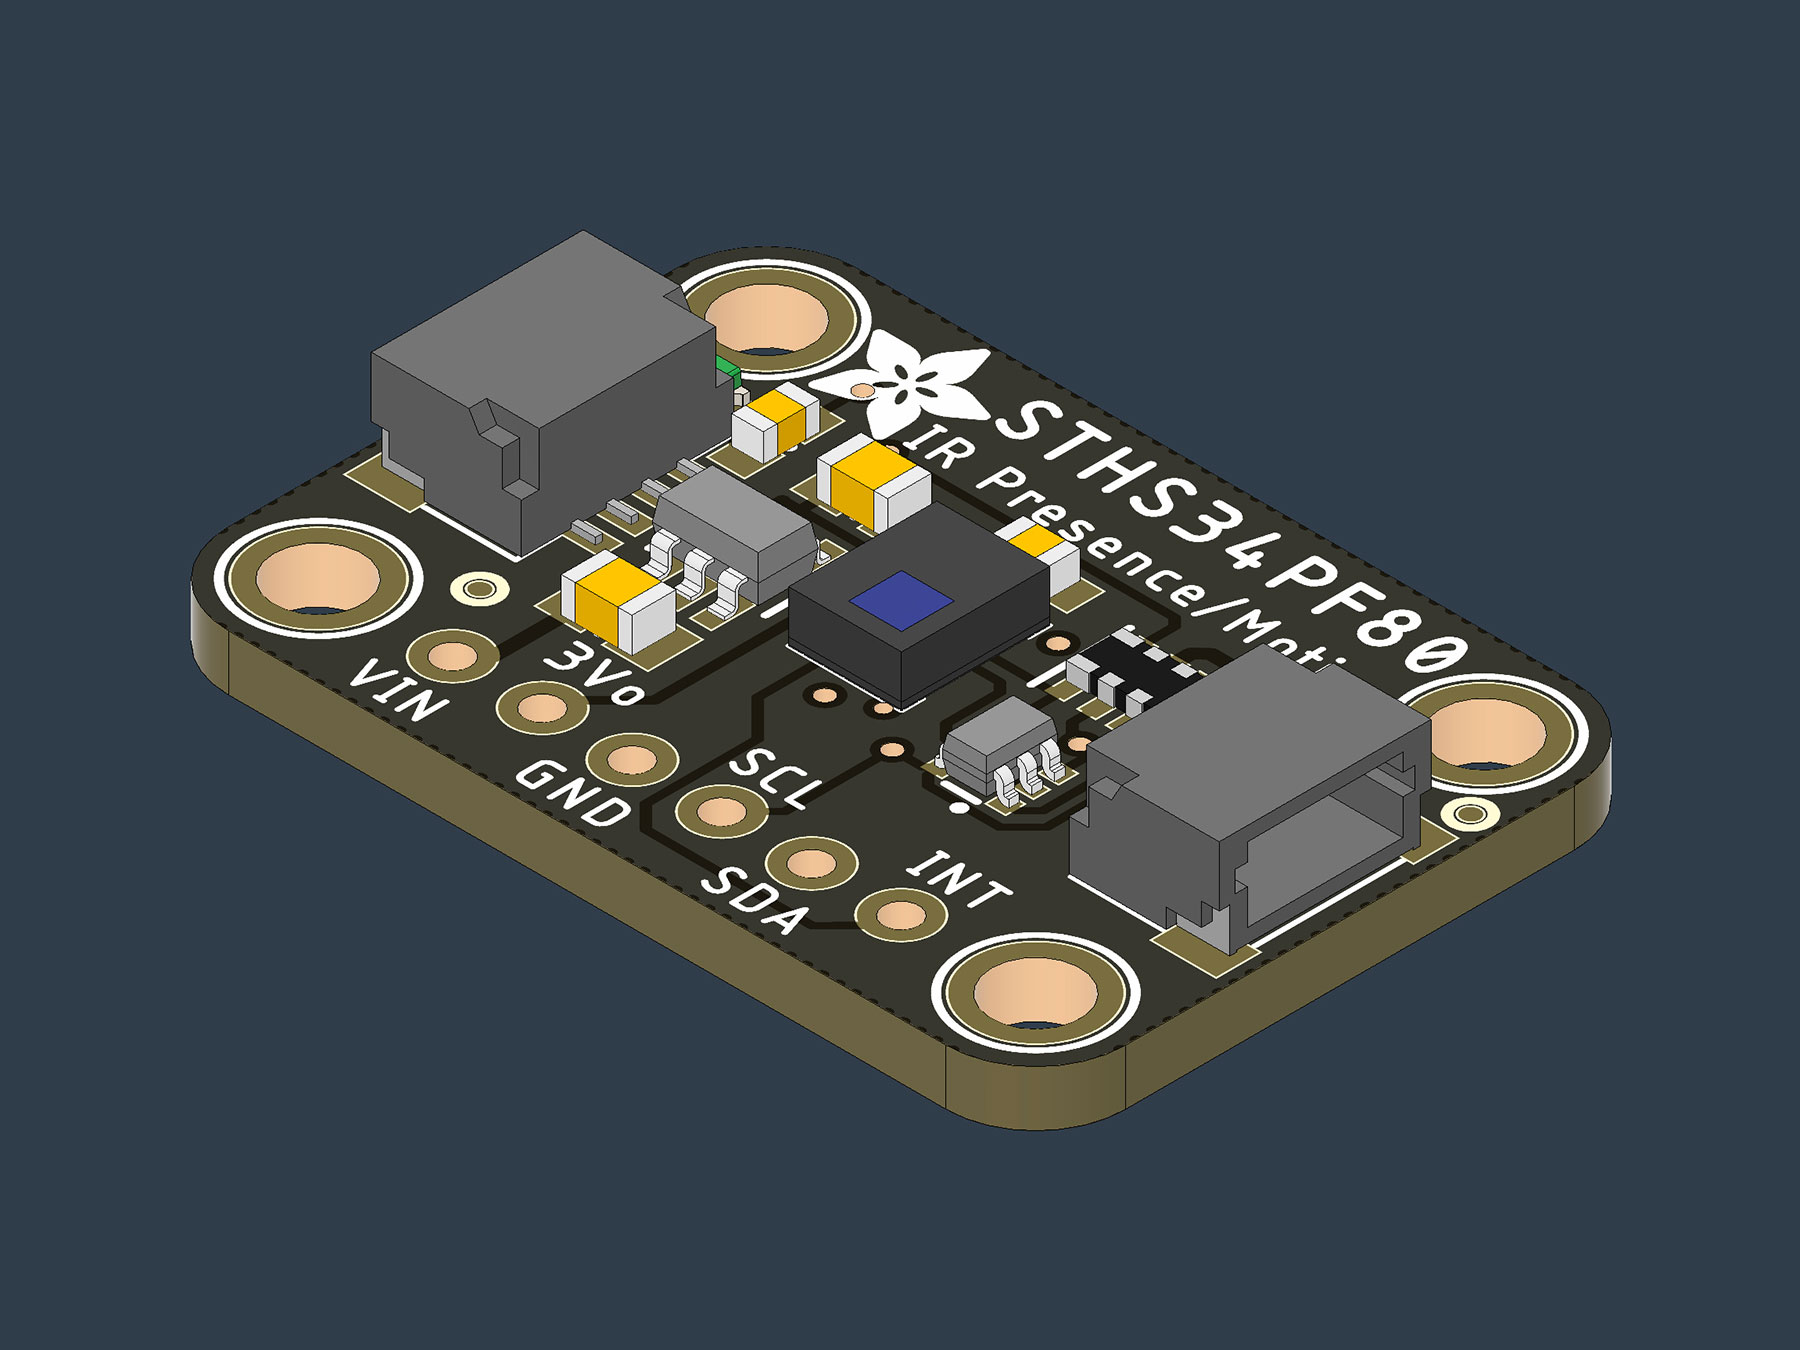 STHS34PF80
IR Presence/Moti
VIN
3Vo
GND
SCL
SDA
INT